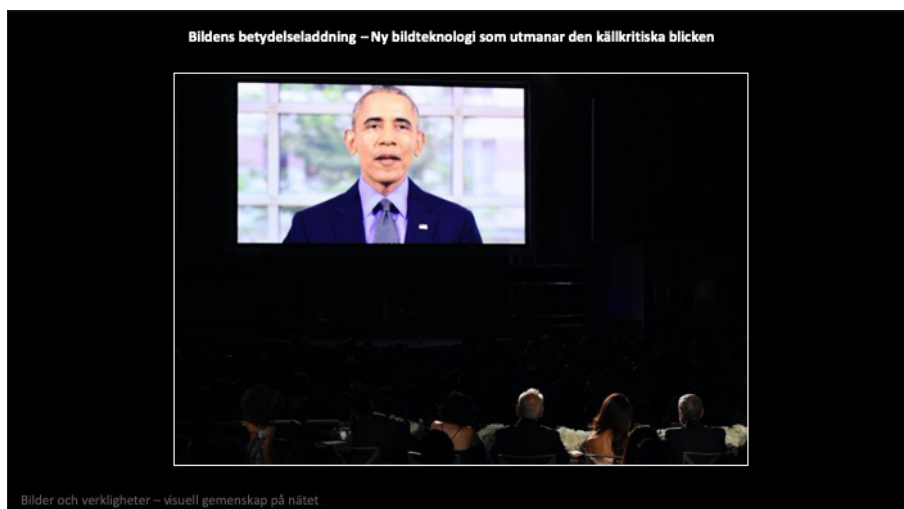 Bildens betydelseladdning – Ny bildteknologi som utmanar den källkritiska blicken
Bilder och verkligheter – visuell gemenskap på nätet